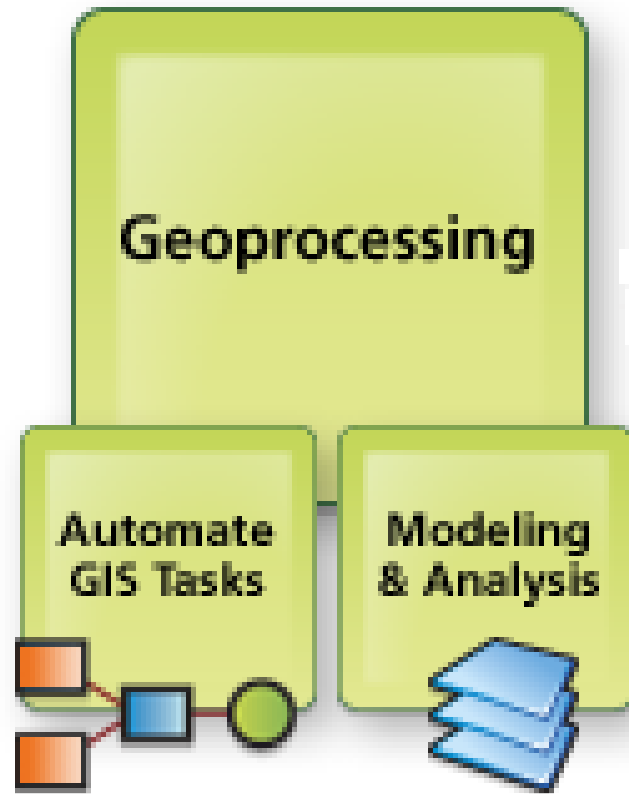 Geoprocessing
Automate
GIS Tasks
Modeling
& Analysis